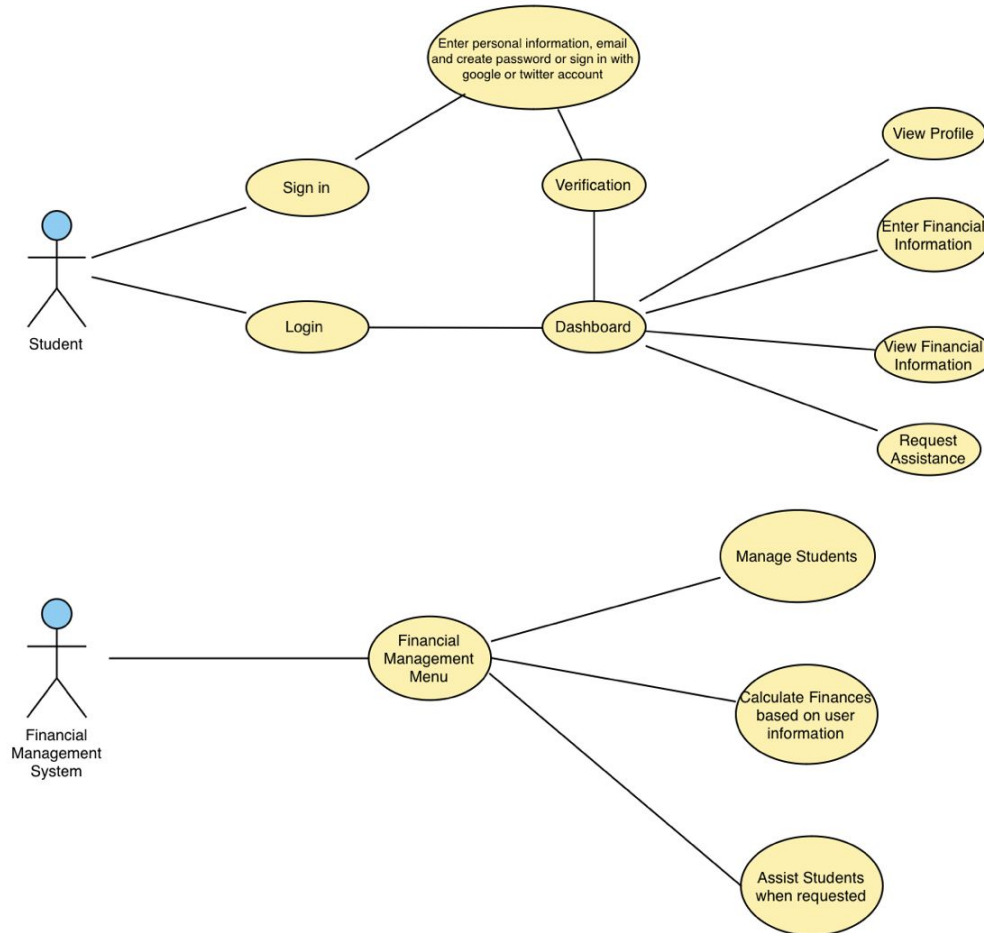 Enter personal information, email
and create password or sign in with
google or twitter account
View Profile
Sign in
Verification
Enter Financial
Information
Student
Login
Dashboard
View Financial
Information
Request
Assistance
Manage Students
Financial
Management
Menu
Calculate Finances
based on user
information
Financial
Management
System
Assist Students
when requested